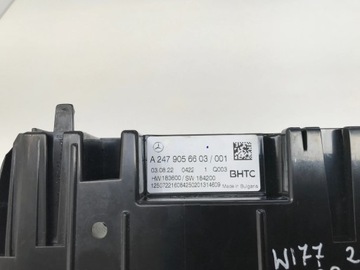 A 247 905 66 03 / 001
03.08.22 0422 1 Q003
HW 183600 / SW 184200
BHTC
Made in Bulgaria
W177 2